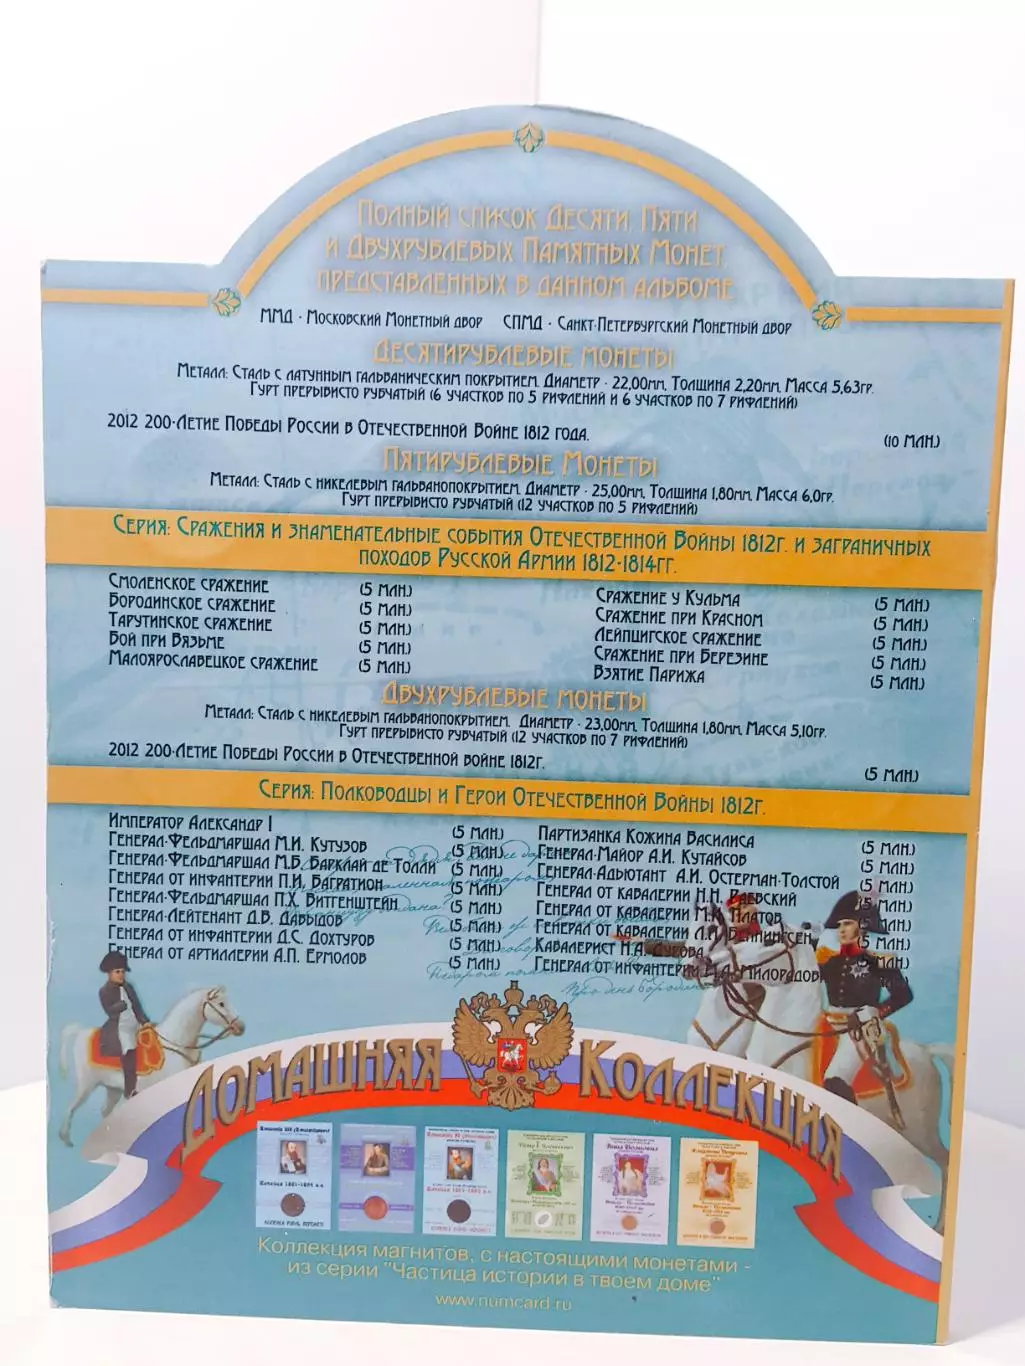 Полный список Десяти, Пяти
и Двухрублевых Памятных Монет,
представленных в данном альбоме
ММД - Московский Монетный двор СПМД - Санкт-Петербургский Монетный двор
Десятирублевые монеты
Металл: Сталь с латунным гальваническим покрытием. Диаметр - 22,00мм, Толщина 2,20мм, Масса 5,63гр.
Гурт прерывисто рубчатый (6 участков по 5 рифлений и 6 участков по 7 рифлений)
2012 200-Летие Победы России в Отечественной Войне 1812 года. (10 млн.)
Пятирублевые Монеты
Металл: Сталь с никелевым гальванопокрытием. Диаметр - 25,00мм, Толщина 1,80мм, Масса 6,0гр.
Гурт прерывисто рубчатый (12 участков по 5 рифлений)
Серия: Сражения и знаменательные события Отечественной Войны 1812г. и заграничных
походов Русской Армии 1812-1814гг.
Смоленское сражение (5 млн.)
Бородинское сражение (5 млн.)
Тарутинское сражение (5 млн.)
Бой при Вязьме (5 млн.)
Малоярославецкое сражение (5 млн.)
Сражение у Кульма (5 млн.)
Сражение при Красном (5 млн.)
Лейпцигское сражение (5 млн.)
Сражение при Березине (5 млн.)
Взятие Парижа (5 млн.)
Двухрублевые монеты
Металл: Сталь с никелевым гальванопокрытием. Диаметр - 23,00мм, Толщина 1,80мм, Масса 5,10гр.
Гурт прерывисто рубчатый (12 участков по 7 рифлений)
2012 200-Летие Победы России в Отечественной войне 1812г. (5 млн.)
Серия: Полководцы и Герои Отечественной Войны 1812г.
Император Александр I (5 млн.)
Генерал-Фельдмаршал М.И. Кутузов (5 млн.)
Генерал-Фельдмаршал М.Б. Барклай де Толли (5 млн.)
Генерал от инфантерии П.И. Багратион (5 млн.)
Генерал-Фельдмаршал П.Х. Витгенштейн (5 млн.)
Генерал-Лейтенант Д.В. Давыдов (5 млн.)
Генерал от инфантерии Д.С. Дохтуров (5 млн.)
Генерал от артиллерии А.П. Ермолов (5 млн.)
Партизанка Кожина Василиса (5 млн.)
Генерал-Майор А.И. Кутайсов (5 млн.)
Генерал-Адъютант А.И. Остерман-Толстой (5 млн.)
Генерал от кавалерии Н.Н. Раевский (5 млн.)
Генерал от кавалерии М.И. Платов (5 млн.)
Генерал от кавалерии Л.Л. Беннингсен (5 млн.)
Кавалерист Н.А. Дурова (5 млн.)
Генерал от инфантерии М.А. Милорадов
Домашняя Коллекция
Коллекция магнитов, с настоящими монетами -
из серии "Частица истории в твоем доме"
www.numcard.ru